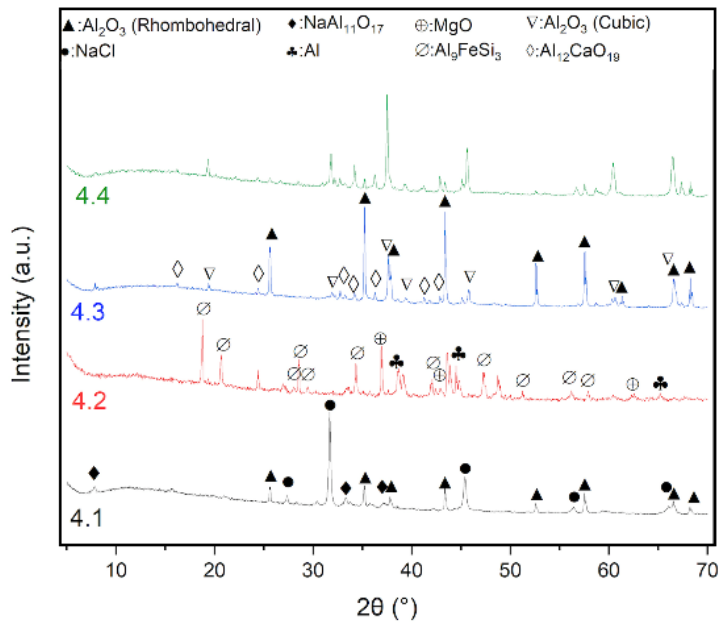 ▲:Al₂O₃ (Rhombohedral) ♦:NaAl₁₁O₁₇ ⊕:MgO ▽:Al₂O₃ (Cubic)
●:NaCl ♣:Al ∅:Al₉FeSi₃ ◊:Al₁₂CaO₁₉
4.4
4.3
4.2
4.1
Intensity (a.u.)
10 20 30 40 50 60 70
2θ (°)